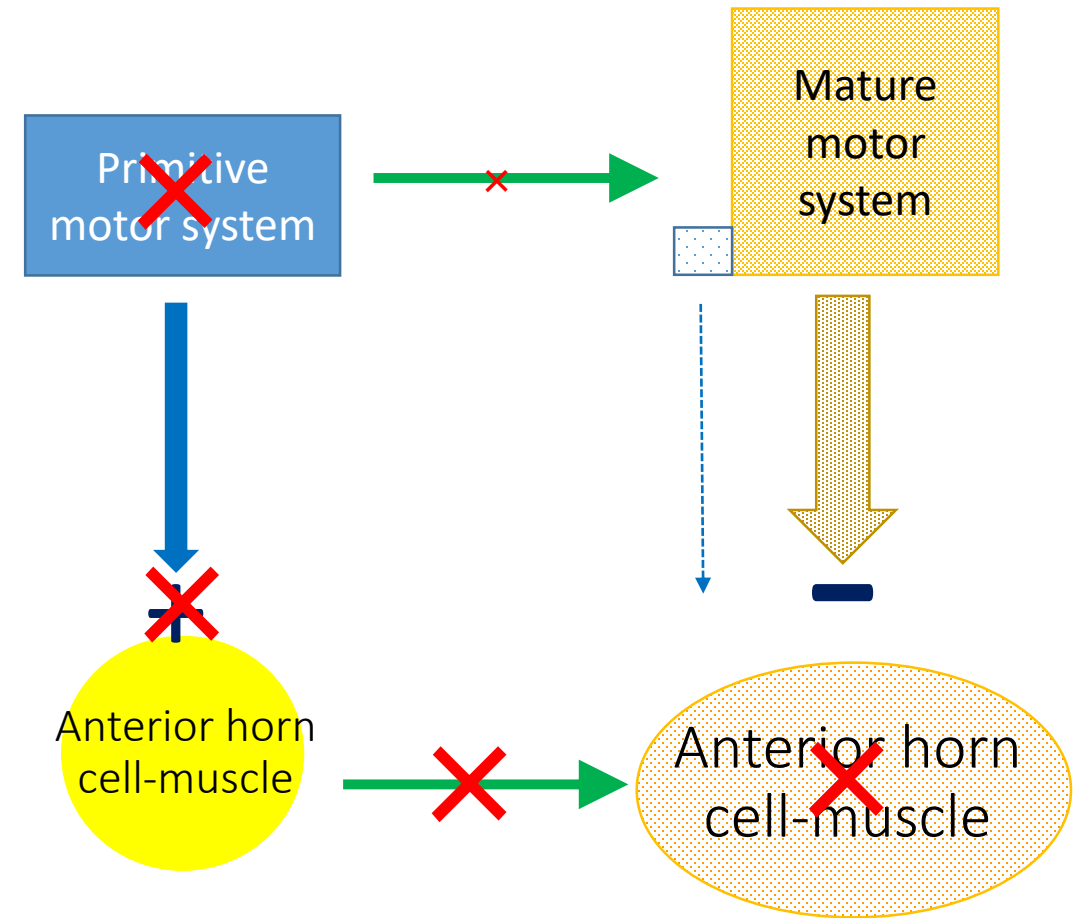 Primitive
motor system
Mature
motor
system
+
Anterior horn
cell-muscle
Anterior horn
cell-muscle